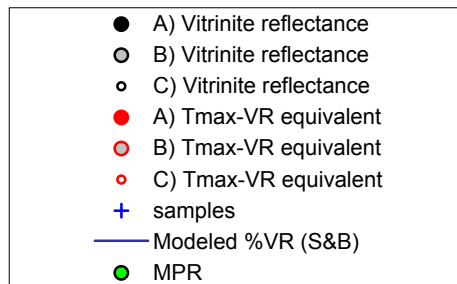 A) Vitrinite reflectance
B) Vitrinite reflectance
C) Vitrinite reflectance
A) Tmax-VR equivalent
B) Tmax-VR equivalent
C) Tmax-VR equivalent
samples
Modeled %VR (S&B)
MPR